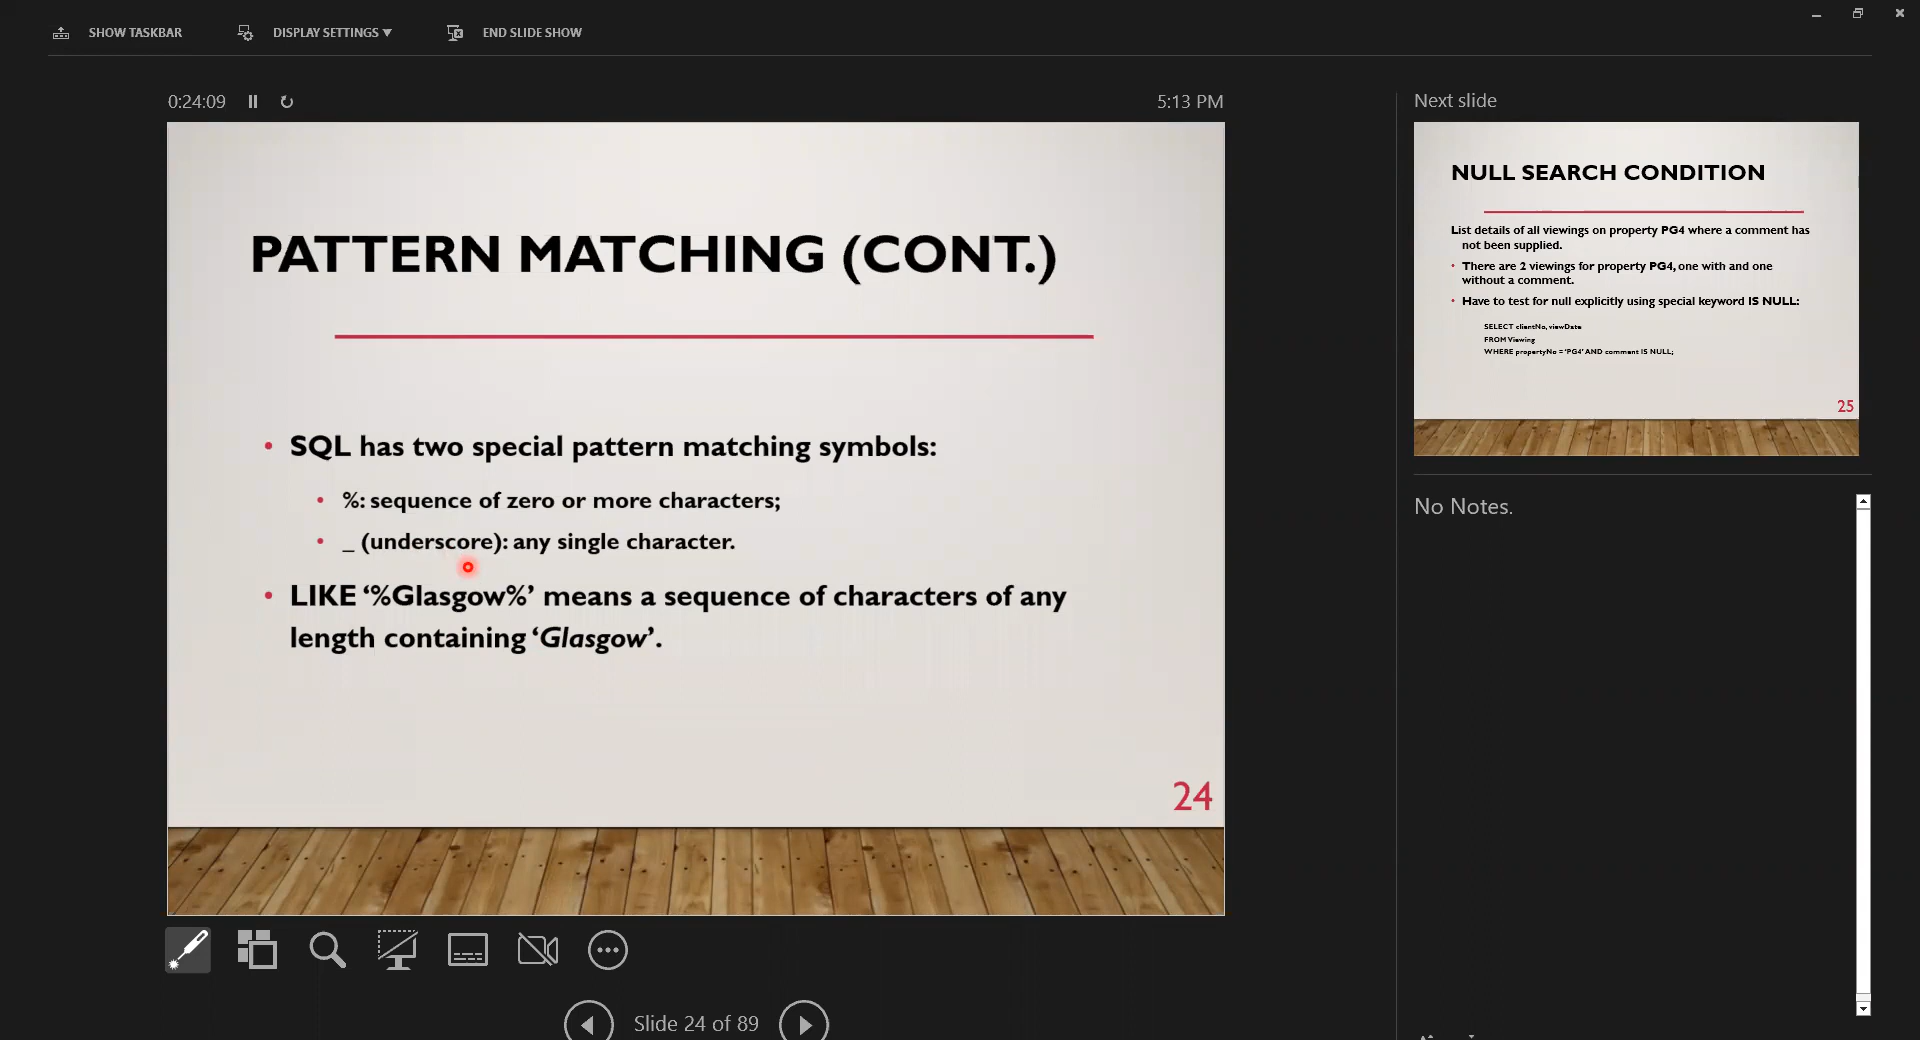 SHOW TASKBAR
DISPLAY SETTINGS ▼
END SLIDE SHOW
0:24:09
5:13 PM
PATTERN MATCHING (CONT.)
• SQL has two special pattern matching symbols:
• %: sequence of zero or more characters;
• _ (underscore): any single character.
• LIKE ‘%Glasgow%’ means a sequence of characters of any
length containing ‘Glasgow’.
24
Slide 24 of 89
Next slide
NULL SEARCH CONDITION
List details of all viewings on property PG4 where a comment has
not been supplied.
• There are 2 viewings for property PG4, one with and one
without a comment.
• Have to test for null explicitly using special keyword IS NULL:
SELECT clientNo, viewDate
FROM Viewing
WHERE propertyNo = ‘PG4’ AND comment IS NULL;
25
No Notes.